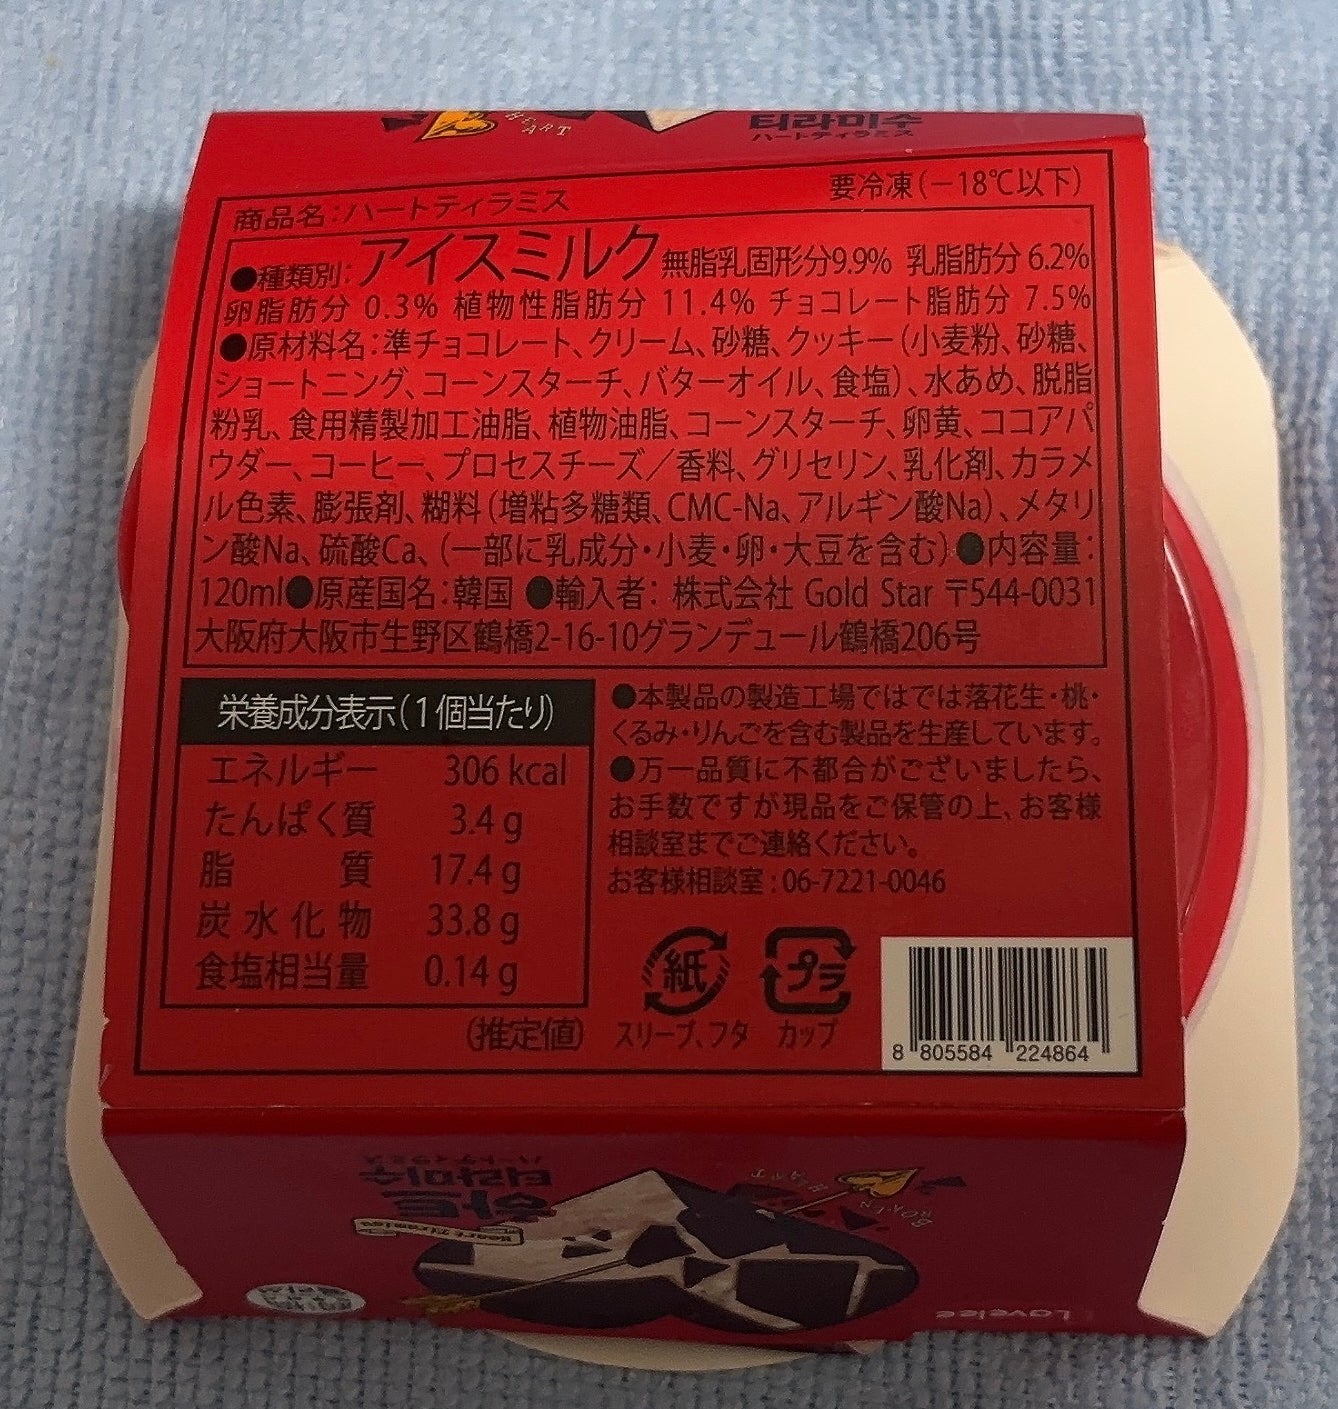 HEART
티라미수
ハートティラミス
商品名:ハートティラミス 要冷凍(-18℃以下)
●種類別:アイスミルク 無脂乳固形分9.9% 乳脂肪分 6.2%
卵脂肪分 0.3% 植物性脂肪分 11.4% チョコレート脂肪分 7.5%
●原材料名:準チョコレート、クリーム、砂糖、クッキー(小麦粉、砂糖、
ショートニング、コーンスターチ、バターオイル、食塩)、水あめ、脱脂
粉乳、食用精製加工油脂、植物油脂、コーンスターチ、卵黄、ココアパ
ウダー、コーヒー、プロセスチーズ/香料、グリセリン、乳化剤、カラメ
ル色素、膨張剤、糊料(増粘多糖類、CMC-Na、アルギン酸Na)、メタリ
ン酸Na、硫酸Ca、(一部に乳成分・小麦・卵・大豆を含む)●内容量:
120ml●原産国名:韓国 ●輸入者: 株式会社 Gold Star 〒544-0031
大阪府大阪市生野区鶴橋2-16-10グランデュール鶴橋206号
栄養成分表示(1個当たり)
エネルギー 306 kcal
たんぱく質 3.4 g
脂質 17.4 g
炭水化物 33.8 g
食塩相当量 0.14 g
(推定値)
●本製品の製造工場ではでは落花生・桃・
くるみ・りんごを含む製品を生産しています。
●万一品質に不都合がございましたら、
お手数ですが現品をご保管の上、お客様
相談室までご連絡ください。
お客様相談室:06-7221-0046
紙 プラ
スリーブ、フタ カップ
8 805584 224864
ハートティラミス
티라미수
하트
Heart tiramisu
BROKEN HEART
Lavelee